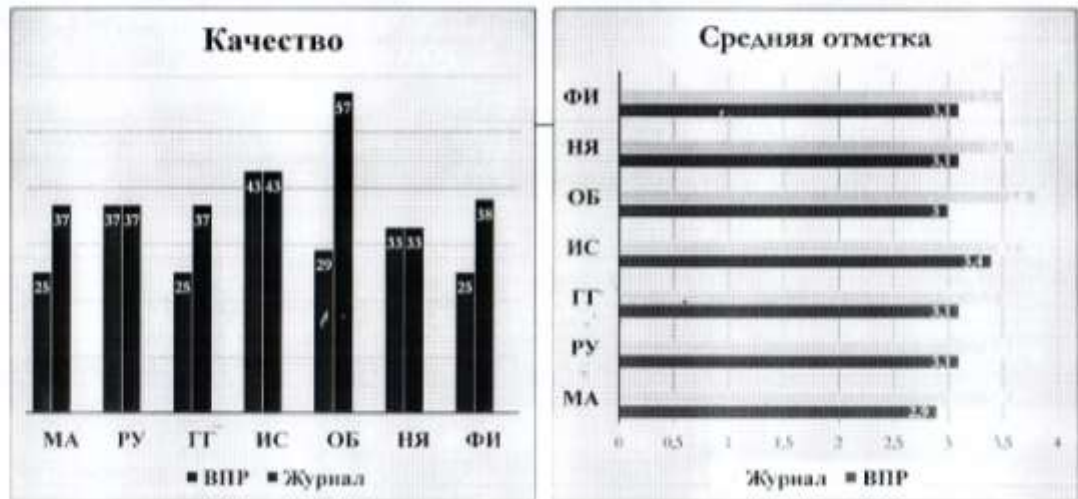 Качество
57
43 43
37 37 37 37 38
33 33
29
25 25 25
МА РУ ГГ ИС ОБ НЯ ФИ
■ ВПР ■ Журнал
Средняя отметка
ФИ
НЯ
ОБ
3
ИС
ГГ
РУ
МА
0 0,5 1 2 2,5 3 3,5 4
Журнал ■ ВПР